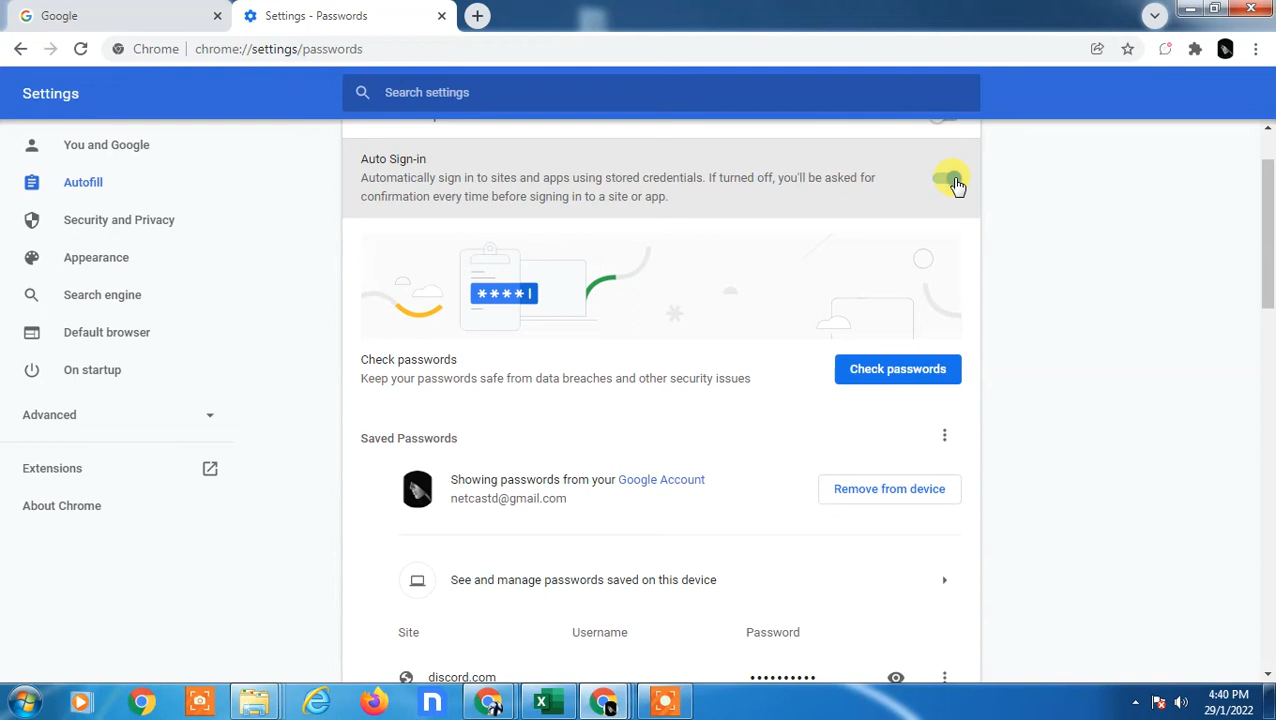 Google
Settings - Passwords
Chrome
chrome://settings/passwords
Settings
Search settings
You and Google
Autofill
Security and Privacy
Appearance
Search engine
Default browser
On startup
Advanced
Extensions
About Chrome
Auto Sign-in
Automatically sign in to sites and apps using stored credentials. If turned off, you'll be asked for
confirmation every time before signing in to a site or app.
****|
Check passwords
Keep your passwords safe from data breaches and other security issues
Check passwords
Saved Passwords
Showing passwords from your Google Account
netcastd@gmail.com
Remove from device
See and manage passwords saved on this device
Site Username Password
discord.com ••••••••••
4:40 PM
29/1/2022